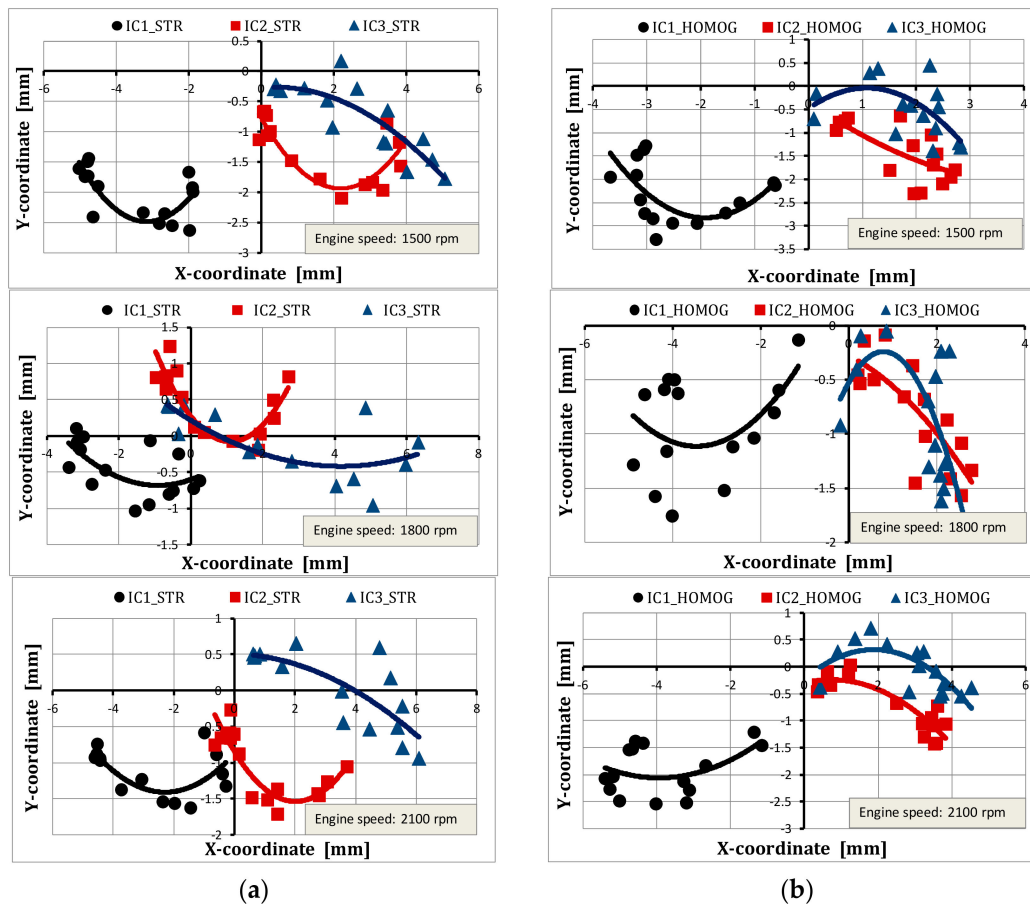 IC1_STR IC2_STR IC3_STR
Y-coordinate [mm]
0.5
-6 -4 -2 0 2 4 6
-0.5
-1
-1.5
-2
-2.5
-3
Engine speed: 1500 rpm
X-coordinate [mm]
IC1_HOMOG IC2_HOMOG IC3_HOMOG
Y-coordinate [mm]
1
0.5
-4 -3 -2 -1 0 1 2 3 4
-0.5
-1
-1.5
-2
-2.5
-3
-3.5
Engine speed: 1500 rpm
X-coordinate [mm]
IC1_STR IC2_STR IC3_STR
Y-coordinate [mm]
1.5
1
0.5
-4 -2 0 2 4 6 8
-0.5
-1
-1.5
Engine speed: 1800 rpm
X-coordinate [mm]
IC1_HOMOG IC2_HOMOG IC3_HOMOG
Y-coordinate [mm]
-6 -4 -2 0 2 4
-0.5
-1
-1.5
-2
Engine speed: 1800 rpm
X-coordinate [mm]
IC1_STR IC2_STR IC3_STR
Y-coordinate [mm]
1
0.5
-6 -4 -2 0 2 4 6 8
-0.5
-1
-1.5
-2
Engine speed: 2100 rpm
X-coordinate [mm]
IC1_HOMOG IC2_HOMOG IC3_HOMOG
Y-coordinate [mm]
1
0.5
-6 -4 -2 0 2 4 6
-0.5
-1
-1.5
-2
-2.5
-3
Engine speed: 2100 rpm
X-coordinate [mm]
(a) (b)